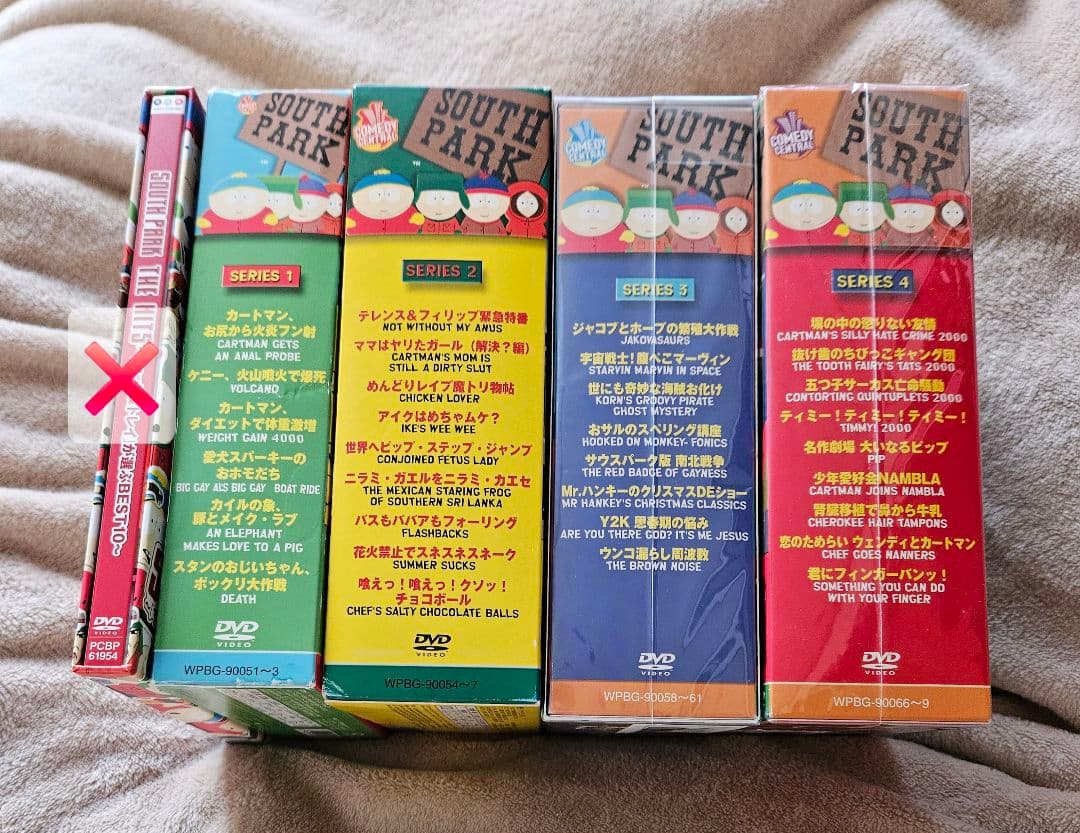 SOUTH PARK THE HITS
トレイが選ぶBEST10～
DVD
VIDEO
PCBP
61954
SOUTH
PARK
SERIES 1
カートマン、
お尻から火炎フン射
CARTMAN GETS
AN ANAL PROBE
ケニー、火山噴火で爆死
VOLCANO
カートマン、
ダイエットで体重激増
WEIGHT GAIN 4000
愛犬スパーキーの
おホモだち
BIG GAY ALS BIG GAY BOAT RIDE
カイルの象、
豚とメイク・ラブ
AN ELEPHANT
MAKES LOVE TO A PIG
スタンのおじいちゃん、
ポックリ大作戦
DEATH
DVD
VIDEO
WPBG-90051～3
COMEDY
CENTRAL
SOUTH
PARK
SERIES 2
テレンス＆フィリップ緊急特番
NOT WITHOUT MY ANUS
ママはヤリたガール（解決？編）
CARTMAN'S MOM IS
STILL A DIRTY SLUT
めんどりレイプ魔トリ物帖
CHICKEN LOVER
アイクはめちゃムケ？
IKE'S WEE WEE
世界へピップ・ステップ・ジャンプ
CONJOINED FETUS LADY
ニラミ・ガエルをニラミ・カエセ
THE MEXICAN STARING FROG
OF SOUTHERN SRI LANKA
バスもババアもフォーリング
FLASHBACKS
花火禁止でスネスネスネーク
SUMMER SUCKS
喰えっ！喰えっ！クソッ！
チョコボール
CHEF'S SALTY CHOCOLATE BALLS
DVD
VIDEO
WPBG-90054～7
COMEDY
CENTRAL
SOUTH
PARK
SERIES 3
ジャコブとホープの繁殖大作戦
JAKOVASAURS
宇宙戦士！腹ぺこマーヴィン
STARVIN MARVIN IN SPACE
世にも奇妙な海賊お化け
KORN'S GROOVY PIRATE
GHOST MYSTERY
おサルのスペリング講座
HOOKED ON MONKEY- FONICS
サウスパーク版 南北戦争
THE RED BADGE OF GAYNESS
Mr.ハンキーのクリスマスDEショー
MR HANKEY'S CHRISTMAS CLASSICS
Y2K 思春期の悩み
ARE YOU THERE GOD? IT'S ME JESUS
ウンコ漏らし周波数
THE BROWN NOISE
DVD
VIDEO
WPBG-90058～61
COMEDY
CENTRAL
SOUTH
PARK
SERIES 4
塀の中の懲りない友情
CARTMAN'S SILLY HATE CRIME 2000
抜け歯のちびっこギャング団
THE TOOTH FAIRY'S TATS 2000
五つ子サーカス亡命騒動
CONTORTING QUINTUPLETS 2000
ティミー！ティミー！ティミー！
TIMMY! 2000
名作劇場 大いなるピップ
PIP
少年愛好会NAMBLA
CARTMAN JOINS NAMBLA
腎臓移植で鼻から牛乳
CHEROKEE HAIR TAMPONS
恋のためらい ウェンディとカートマン
CHEF GOES NANNERS
君にフィンガーバンッ！
SOMETHING YOU CAN DO
WITH YOUR FINGER
DVD
VIDEO
WPBG-90066～9